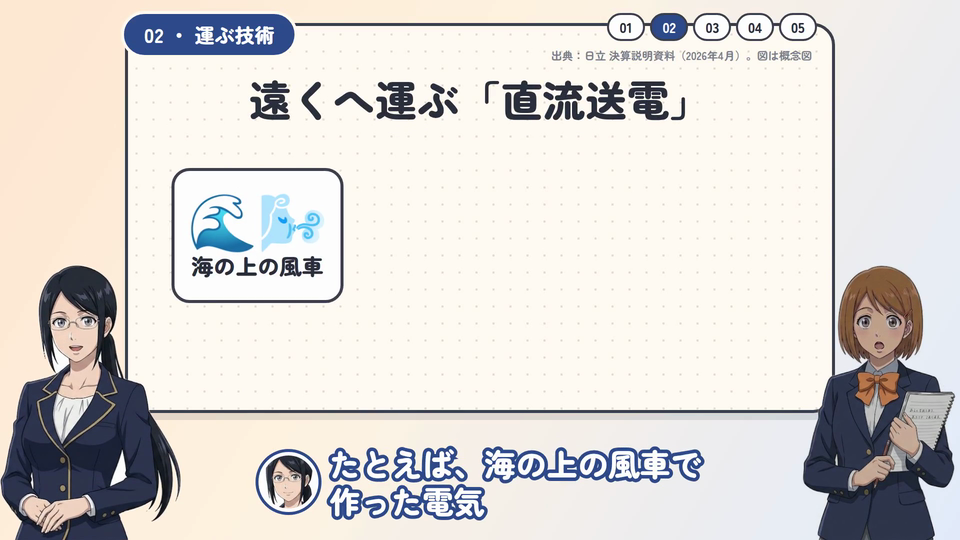 02 ・ 運ぶ技術
01 02 03 04 05
出典：日立 決算説明資料（2026年4月）。図は概念図
遠くへ運ぶ「直流送電」
海の上の風車
たとえば、海の上の風車で
作った電気